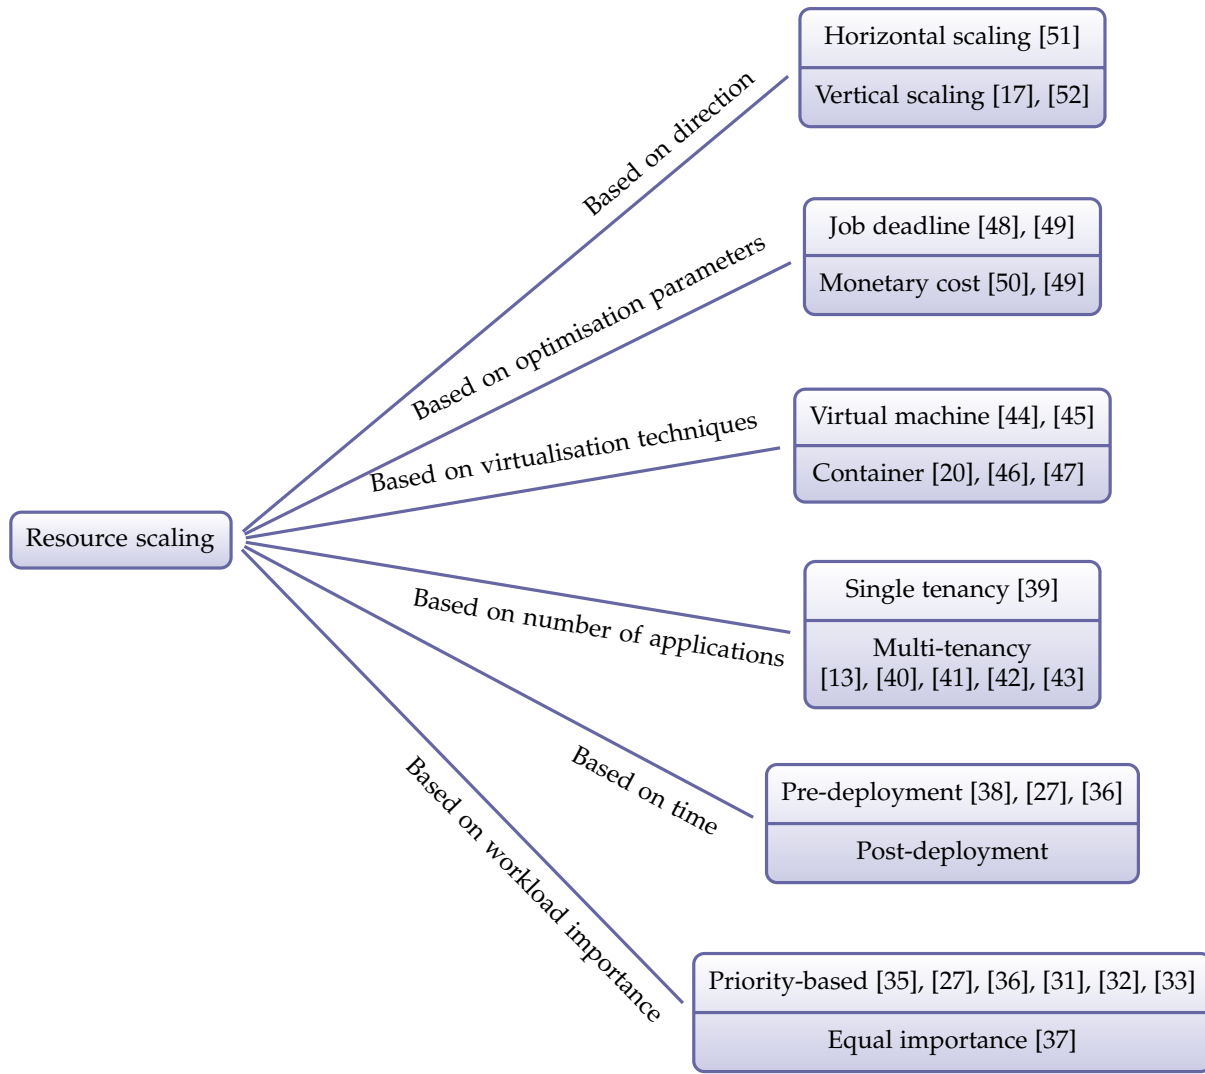 Horizontal scaling [51]
Vertical scaling [17], [52]
Based on direction
Job deadline [48], [49]
Monetary cost [50], [49]
Based on optimisation parameters
Virtual machine [44], [45]
Container [20], [46], [47]
Based on virtualisation techniques
Resource scaling
Single tenancy [39]
Multi-tenancy
[13], [40], [41], [42], [43]
Based on number of applications
Pre-deployment [38], [27], [36]
Post-deployment
Based on time
Priority-based [35], [27], [36], [31], [32], [33]
Equal importance [37]
Based on workload importance